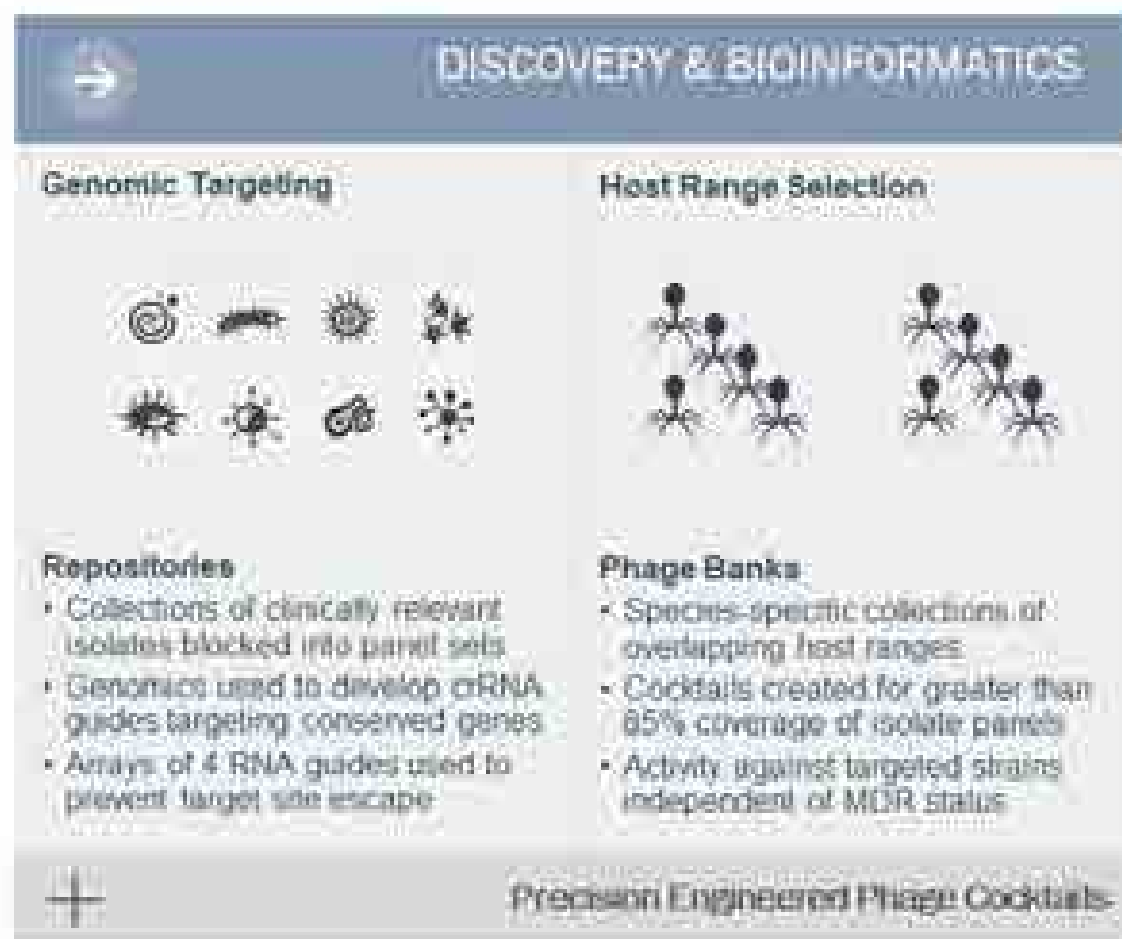 DISCOVERY & BIOINFORMATICS
Genomic Targeting
Host Range Selection
Repositories
• Collections of clinically relevant
isolates blocked into panel sets
• Genomics used to develop crRNA
guides targeting conserved genes
• Arrays of 4 RNA guides used to
prevent target site escape
Phage Banks
• Species-specific collections of
overlapping host ranges
• Cocktails created for greater than
85% coverage of isolate panels
• Activity against targeted strains
independent of MDR status
Precision Engineered Phage Cocktails